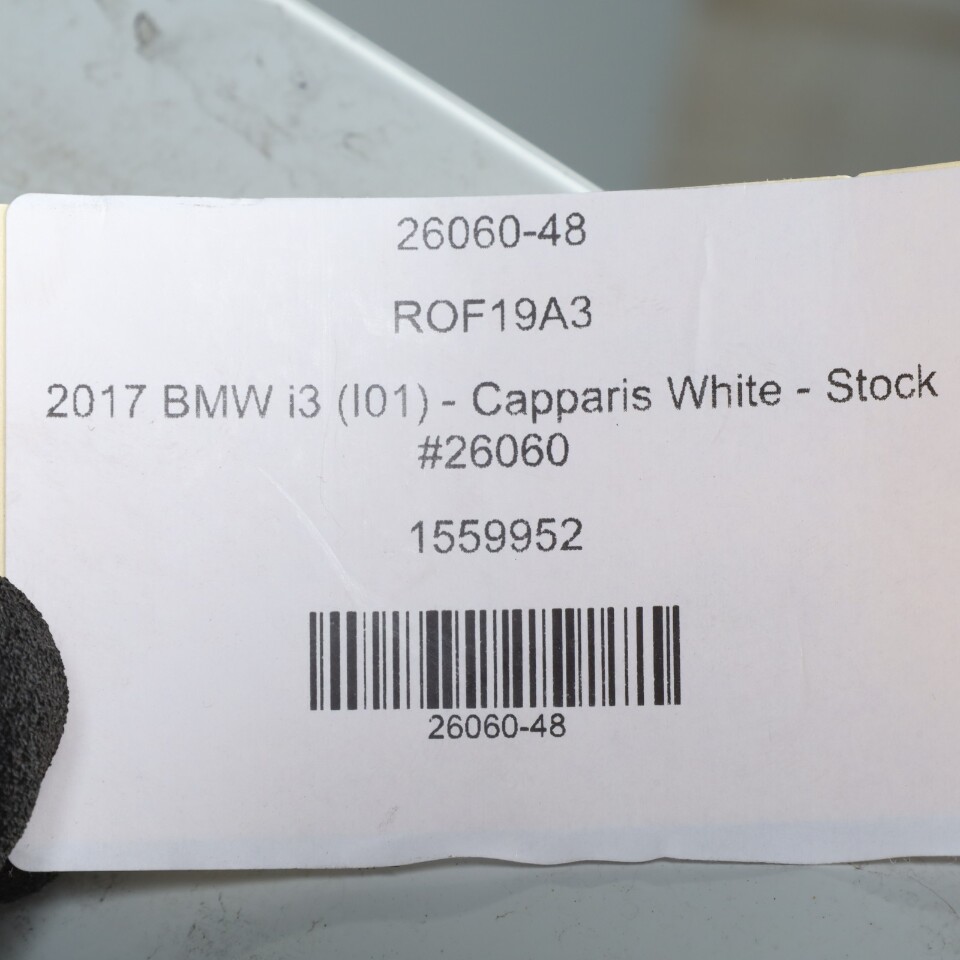 26060-48
ROF19A3
2017 BMW i3 (I01) - Capparis White - Stock
#26060
1559952
26060-48